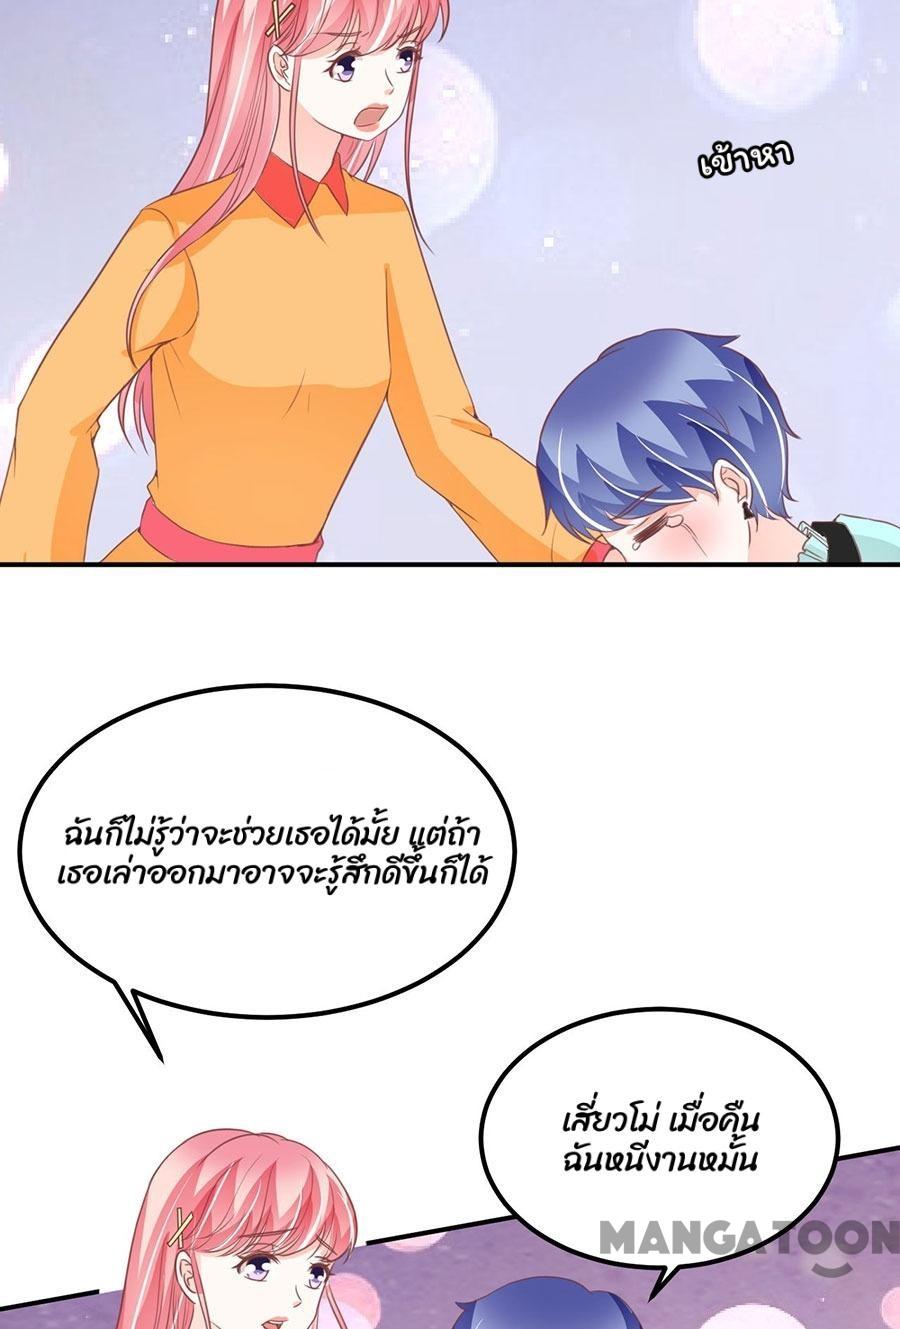 เข้าหา
ฉันก็ไม่รู้ว่าจะช่วยเธอได้มั้ย แต่ถ้า
เธอเล่าออกมาอาจจะรู้สึกดีขึ้นก็ได้
เสี่ยวโม่ เมื่อคืน
ฉันหนีงานหมั้น
MANGATOON